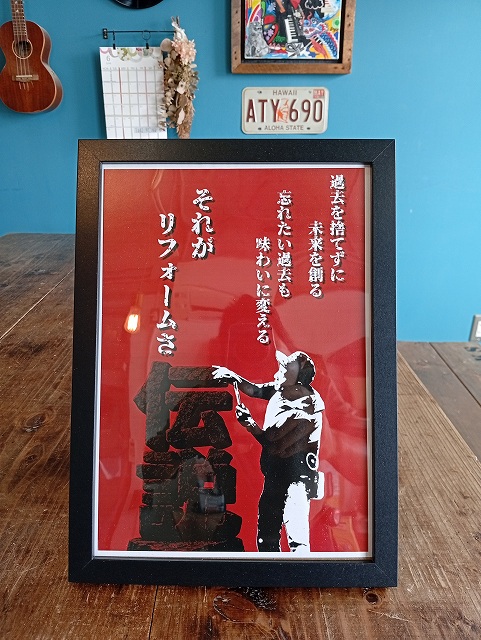 HAWAII
ATY 690
ALOHA STATE
過去を捨てずに
未来を創る
忘れたい過去も
味わいに変える
それが
リフォームさ
伝説